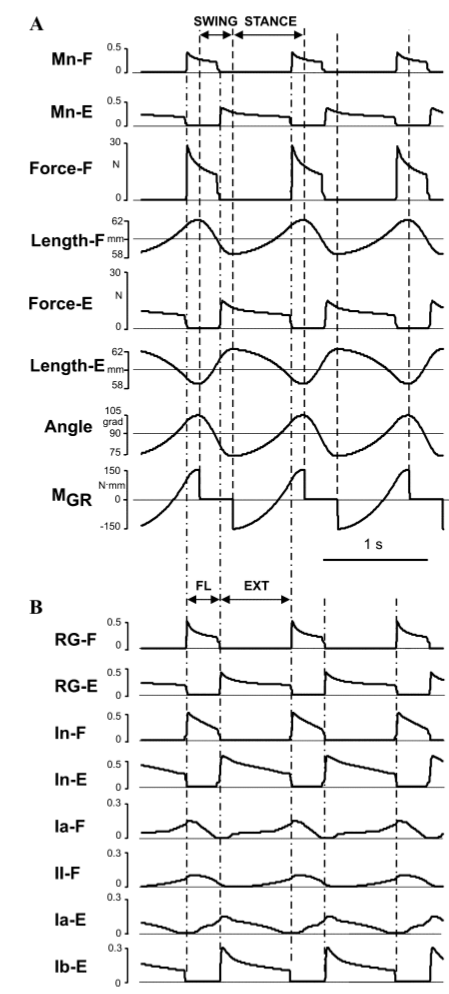 A
SWING STANCE
Mn-F 0.5 0
Mn-E 0.5 0
Force-F 30 N 0
Length-F 62 mm 58
Force-E 30 N 0
Length-E 62 mm 58
Angle 105 grad 90 75
MGR 150 N·mm 0 -150
1 s
B
FL EXT
RG-F 0.5 0
RG-E 0.5 0
In-F 0.5 0
In-E 0.5 0
Ia-F 0.3 0
II-F 0.3 0
Ia-E 0.3 0
Ib-E 0.3 0